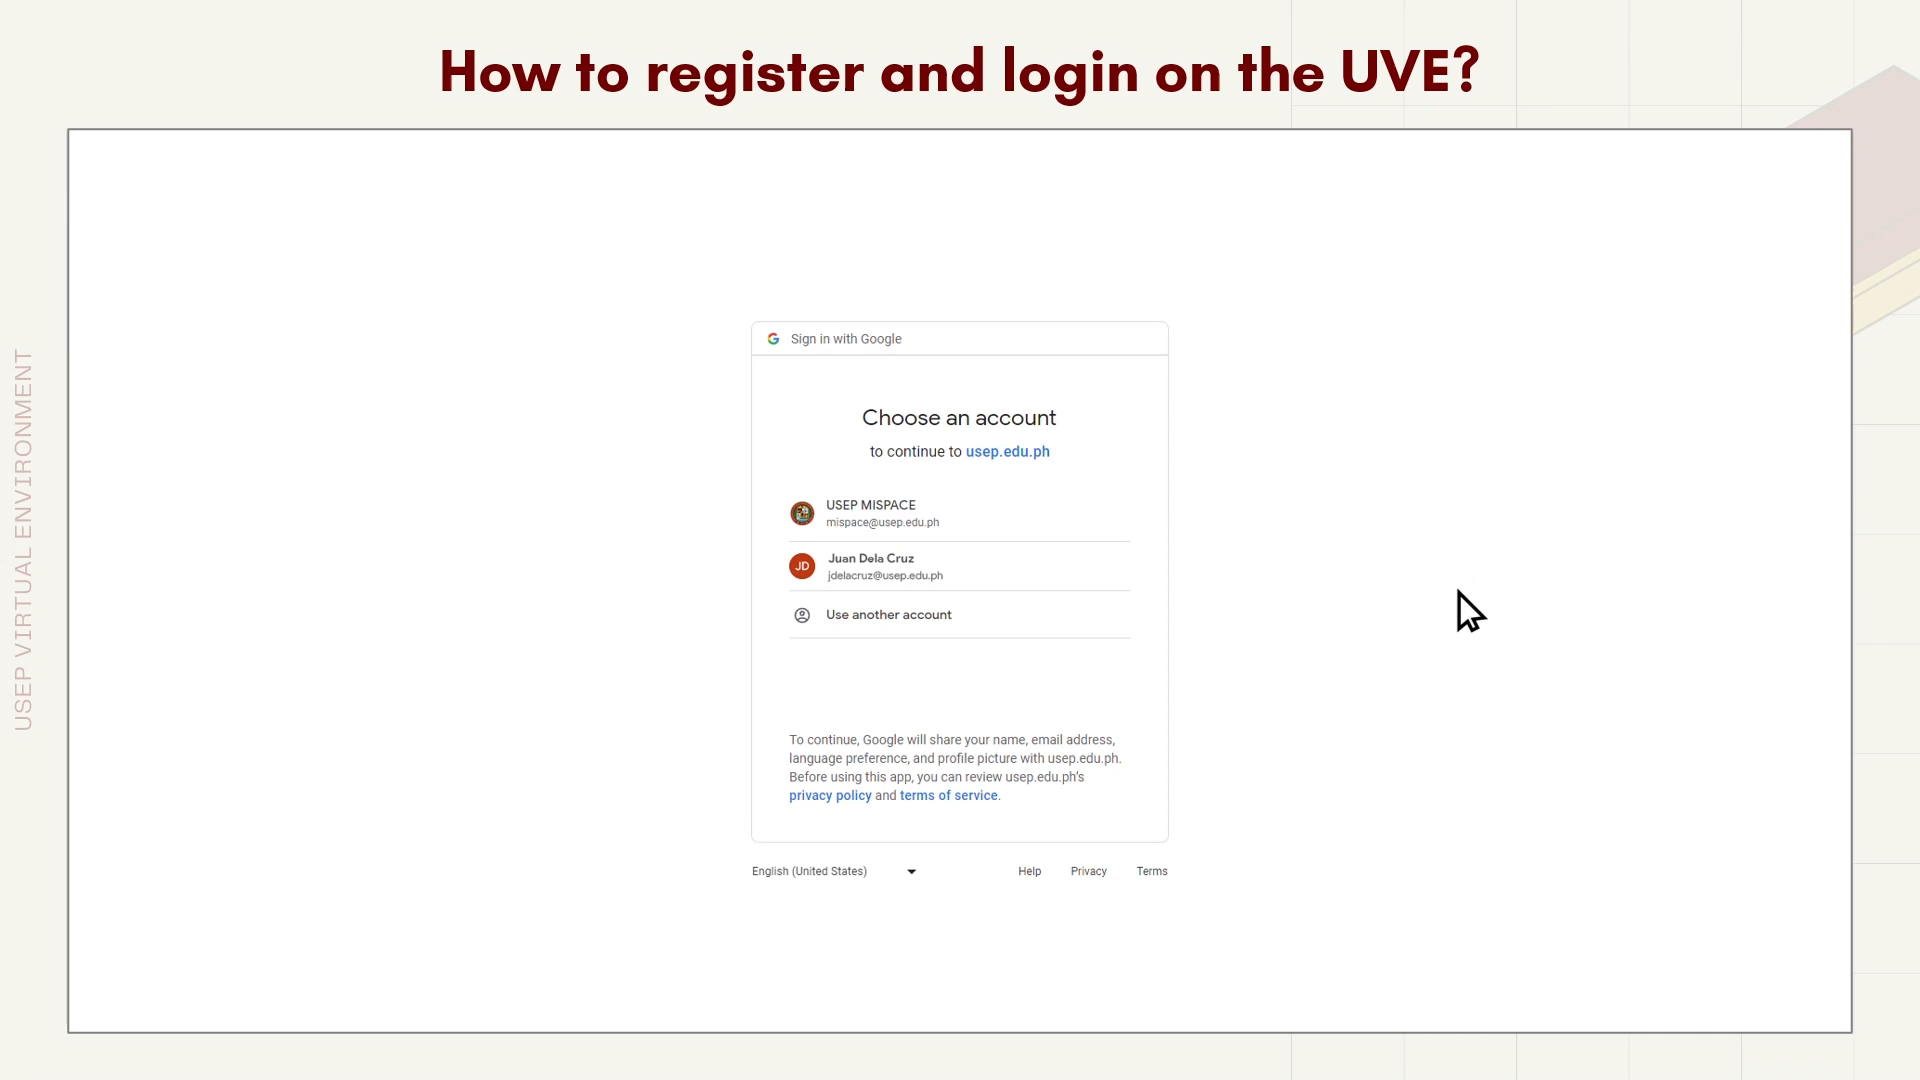 How to register and login on the UVE?
USEP VIRTUAL ENVIRONMENT
Sign in with Google
Choose an account
to continue to usep.edu.ph
USEP MISPACE
mispace@usep.edu.ph
JD
Juan Dela Cruz
jdelacruz@usep.edu.ph
Use another account
To continue, Google will share your name, email address,
language preference, and profile picture with usep.edu.ph.
Before using this app, you can review usep.edu.ph's
privacy policy and terms of service.
English (United States)
Help Privacy Terms